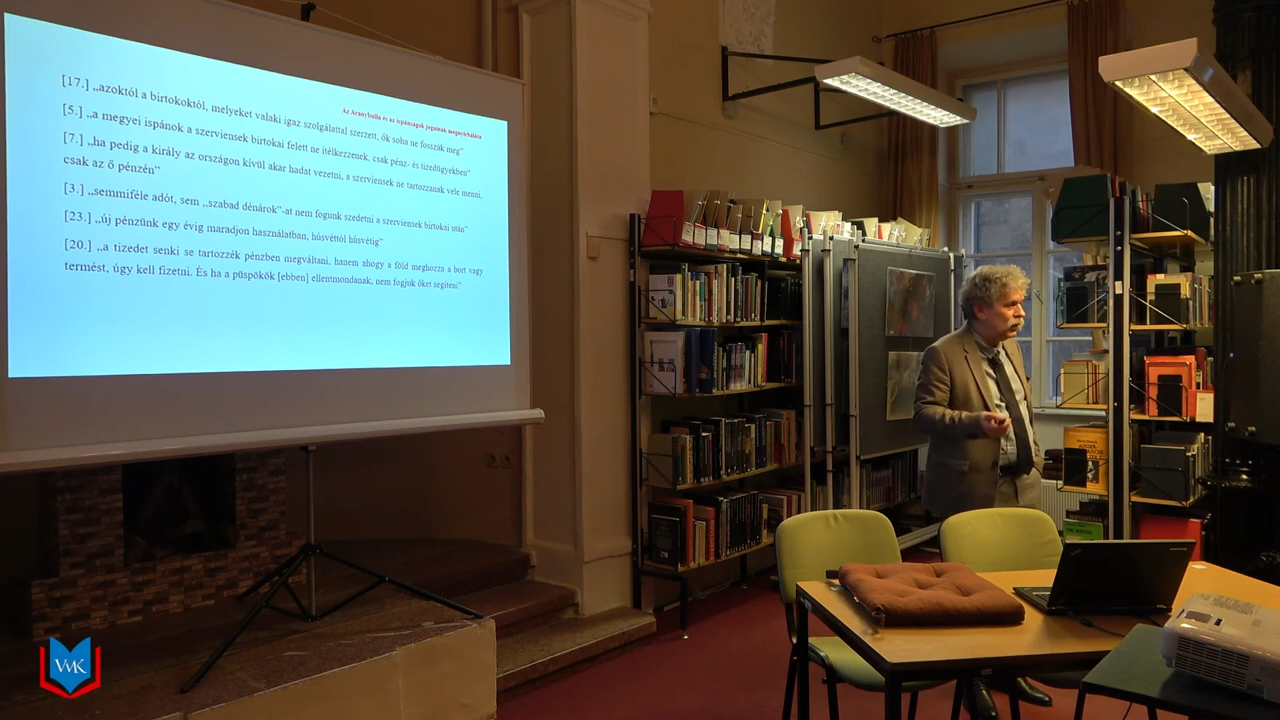 Az Aranybulla és az ispánságok jogainak megnyirbálása
[17.] „azoktól a birtokoktól, melyeket valaki igaz szolgálattal szerzett, ők soha ne fosszák meg”
[5.] „a megyei ispánok a szerviensek birtokai felett ne ítélkezzenek, csak pénz- és tizedügyekben”
[7.] „ha pedig a király az országon kívül akar hadat vezetni, a szerviensek ne tartozzanak vele menni,
csak az ő pénzén”
[3.] „semmiféle adót, sem „szabad dénárok”-at nem fogunk szedetni a szerviensek birtokai után”
[23.] „új pénzünk egy évig maradjon használatban, húsvéttól húsvétig”
[20.] „a tizedet senki se tartozzék pénzben megváltani, hanem ahogy a föld meghozza a bort vagy
termést, úgy kell fizetni. És ha a püspökök [ebben] ellentmondanak, nem fogjuk őket segíteni”
VMK